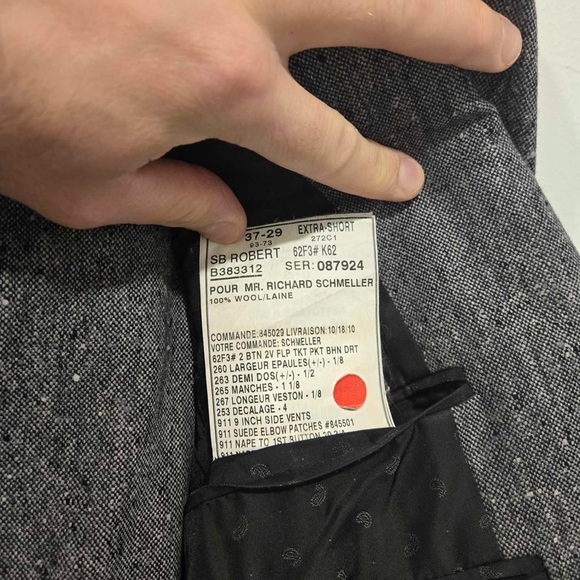 37-29 EXTRA-SHORT
93-73 272C1
SB ROBERT 62F3# K62
B383312 SER: 087924
POUR MR. RICHARD SCHMELLER
100% WOOL/LAINE
COMMANDE:845029 LIVRAISON:10/18/10
VOTRE COMMANDE: SCHMELLER
62F3# 2 BTN 2V FLP TKT PKT BHN DRT
260 LARGEUR EPAULES(+/-) - 1/8
263 DEMI DOS(+/-) - 1/2
265 MANCHES - 1 1/8
267 LONGUEUR VESTON - 1/8
253 DECALAGE - 4
911 9 INCH SIDE VENTS
911 SUEDE ELBOW PATCHES #845501
911 NAPE TO 1ST BUTTON